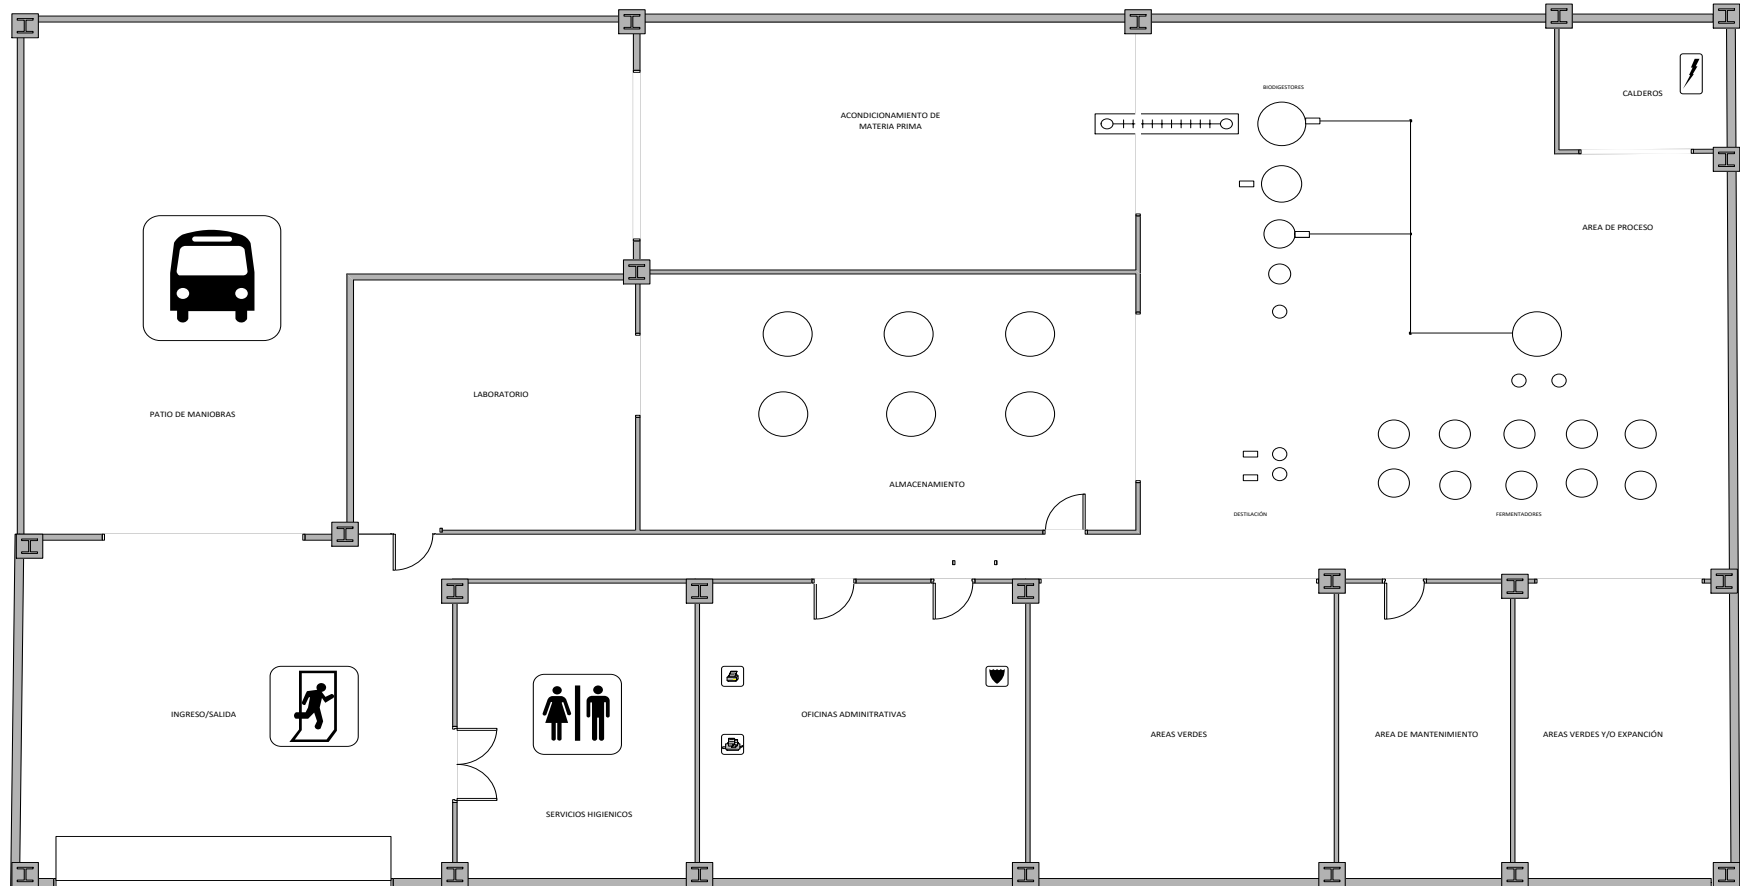 BIODIGESTORES
CALDEROS
ACONDICIONAMIENTO DE
MATERIA PRIMA
AREA DE PROCESO
LABORATORIO
PATIO DE MANIOBRAS
ALMACENAMIENTO
DESTILACIÓN
FERMENTADORES
INGRESO/SALIDA
OFICINAS ADMINITRATIVAS
AREAS VERDES
AREA DE MANTENIMIENTO
AREAS VERDES Y/O EXPANCIÓN
SERVICIOS HIGIENICOS